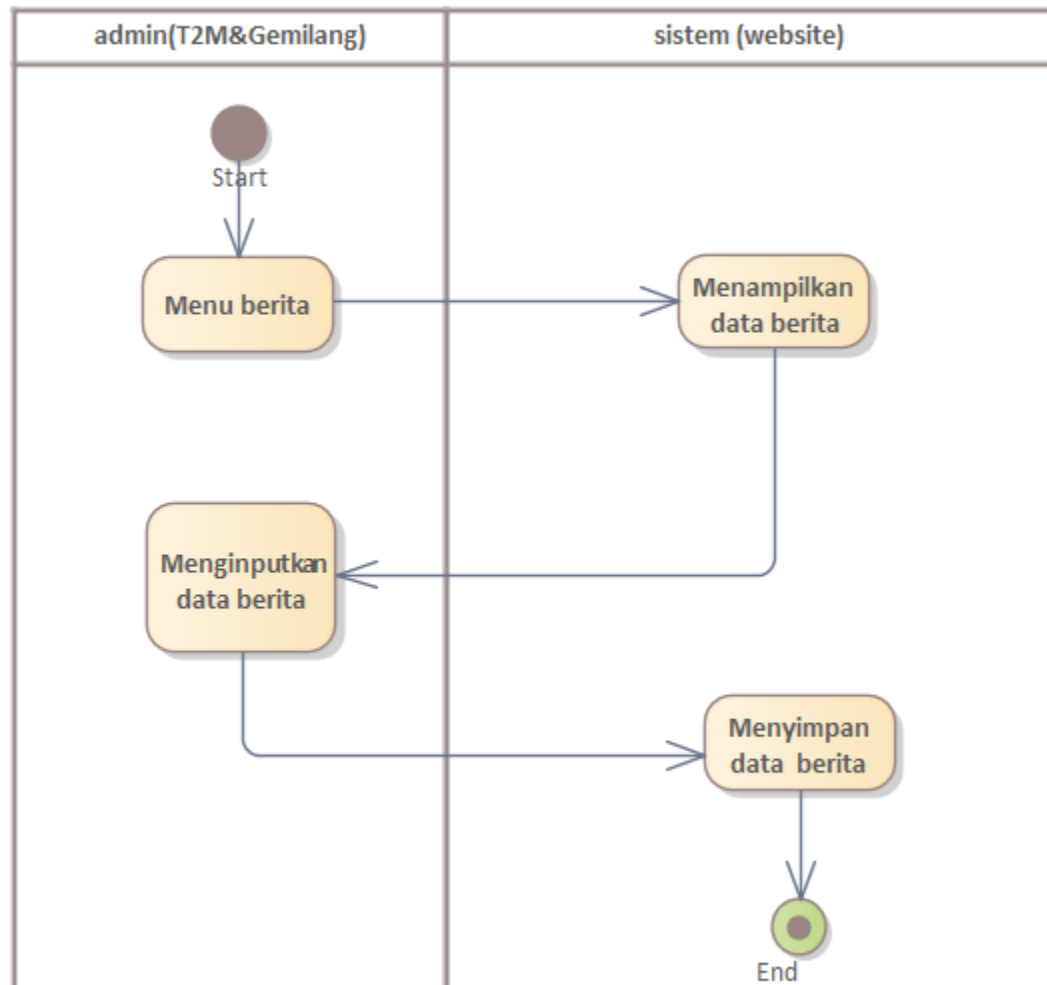 admin(T2M&Gemilang)
sistem (website)
Start
Menu berita
Menampilkan
data berita
Menginputkan
data berita
Menyimpan
data berita
End